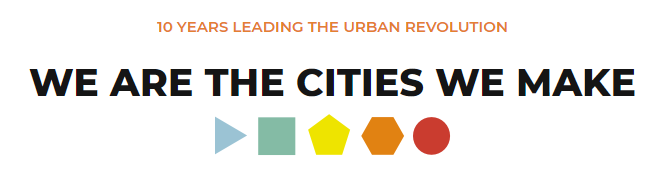 10 YEARS LEADING THE URBAN REVOLUTION
WE ARE THE CITIES WE MAKE